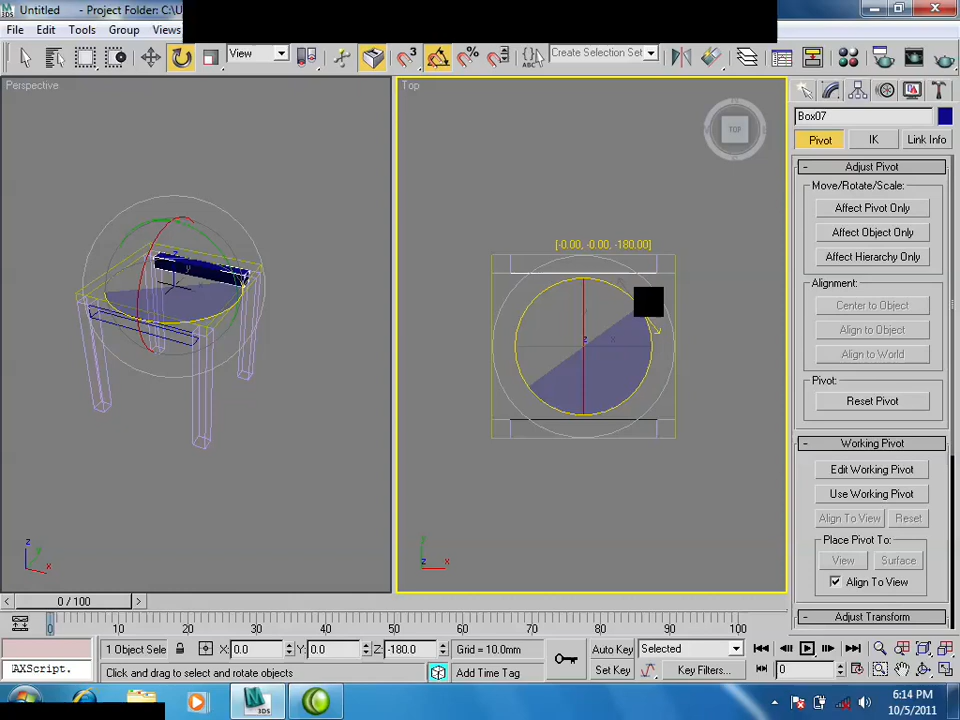 Untitled - Project Folder: C:\U
File Edit Tools Group Views
View
3
%
ABC
Create Selection Set
Perspective
Top
TOP
[-0.00, -0.00, -180.00]
y
z x
z
y
x
y
z x
Box07
Pivot IK Link Info
- Adjust Pivot
Move/Rotate/Scale:
Affect Pivot Only
Affect Object Only
Affect Hierarchy Only
Alignment:
Center to Object
Align to Object
Align to World
Pivot:
Reset Pivot
- Working Pivot
Edit Working Pivot
Use Working Pivot
Align To View Reset
Place Pivot To:
View Surface
Align To View
- Adjust Transform
< 0 / 100 >
0 10 20 30 40 50 60 70 80 90 100
1 Object Sele X: 0.0 Y: 0.0 Z: -180.0 Grid = 10.0mm Auto Key Selected
AXScript. Click and drag to select and rotate objects Add Time Tag Set Key Key Filters... 0
3DS
6:14 PM
10/5/2011